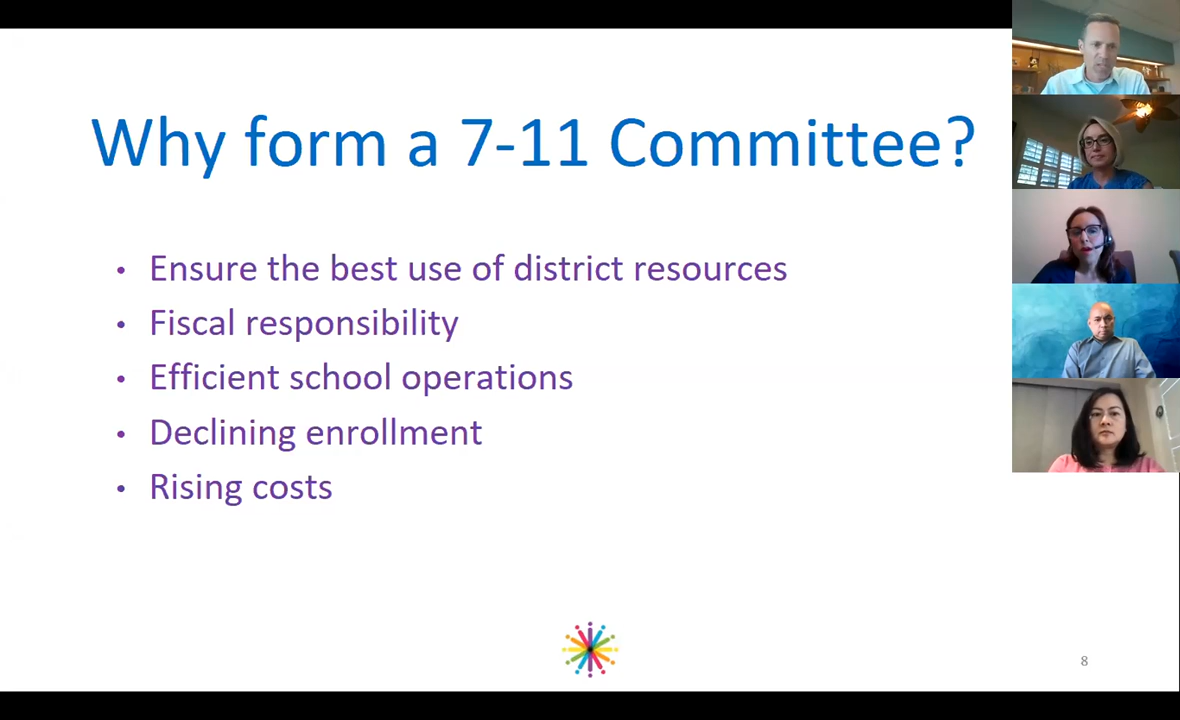 Why form a 7-11 Committee?
• Ensure the best use of district resources
• Fiscal responsibility
• Efficient school operations
• Declining enrollment
• Rising costs
8